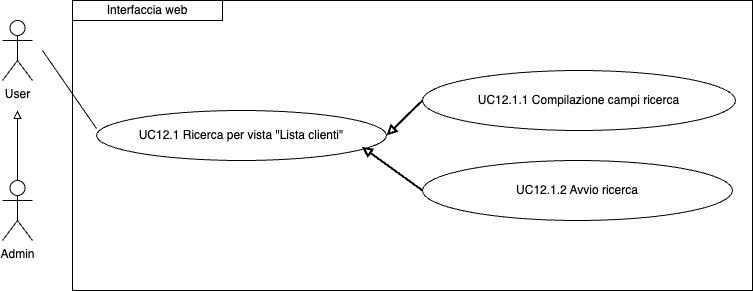 Interfaccia web
User
UC12.1.1 Compilazione campi ricerca
UC12.1 Ricerca per vista "Lista clienti"
UC12.1.2 Avvio ricerca
Admin